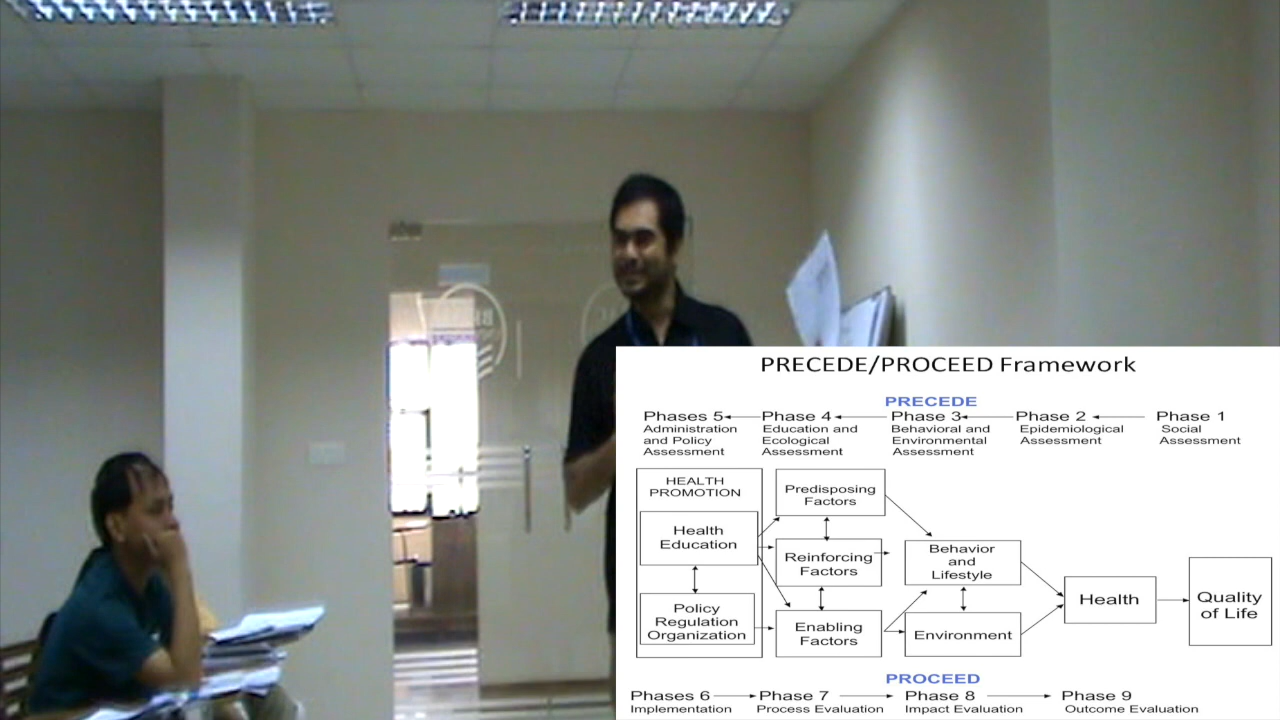 PRECEDE/PROCEED Framework
PRECEDE
Phases 5 Phase 4 Phase 3 Phase 2 Phase 1
Administration and Policy Assessment
Education and Ecological Assessment
Behavioral and Environmental Assessment
Epidemiological Assessment
Social Assessment
HEALTH
PROMOTION
Health
Education
Policy
Regulation
Organization
Predisposing
Factors
Reinforcing
Factors
Enabling
Factors
Behavior
and
Lifestyle
Environment
Health
Quality
of Life
PROCEED
Phases 6 Phase 7 Phase 8 Phase 9
Implementation Process Evaluation Impact Evaluation Outcome Evaluation